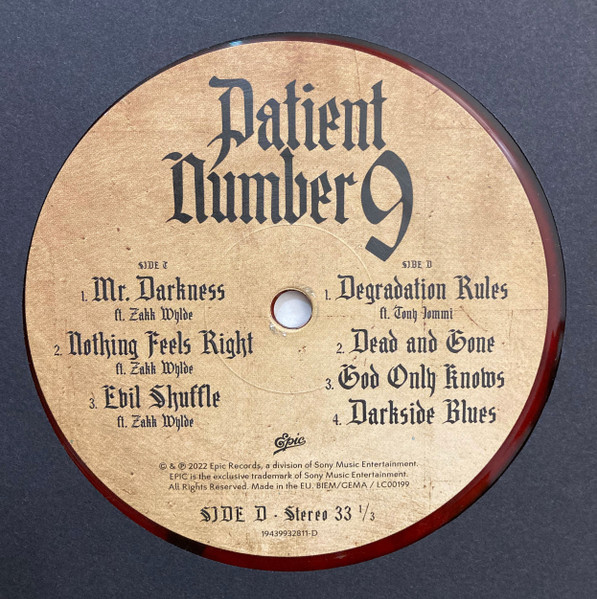 Patient
Number 9
SIDE C
1. Mr. Darkness
ft. Zakk Wylde
2. Nothing Feels Right
ft. Zakk Wylde
3. Evil Shuffle
ft. Zakk Wylde
SIDE D
1. Degradation Rules
ft. Tony Iommi
2. Dead and Gone
3. God Only Knows
4. Darkside Blues
Epic
© & ℗ 2022 Epic Records, a division of Sony Music Entertainment.
EPIC is the exclusive trademark of Sony Music Entertainment.
All Rights Reserved. Made in the EU. BIEM/GEMA / LC00199
SIDE D - Stereo 33 1/3
19439932811-D